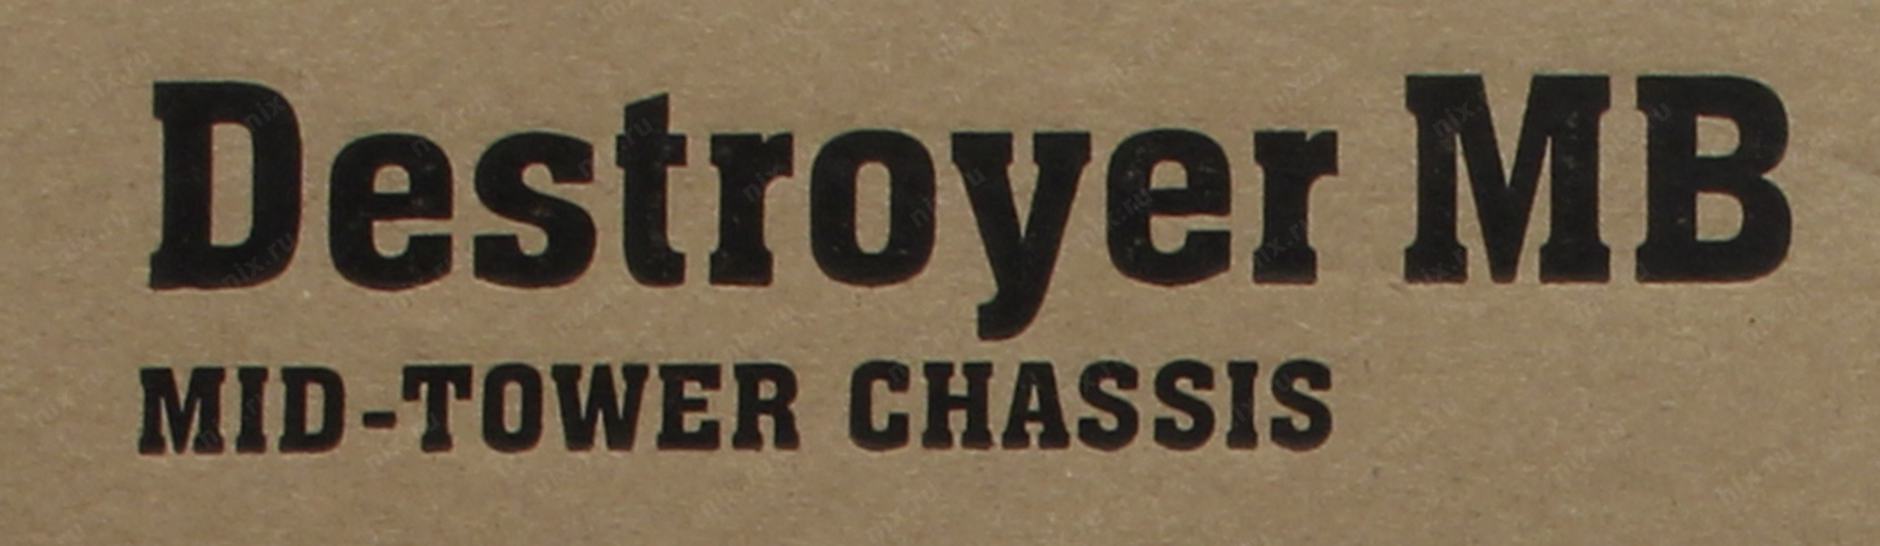 Destroyer MB
MID-TOWER CHASSIS